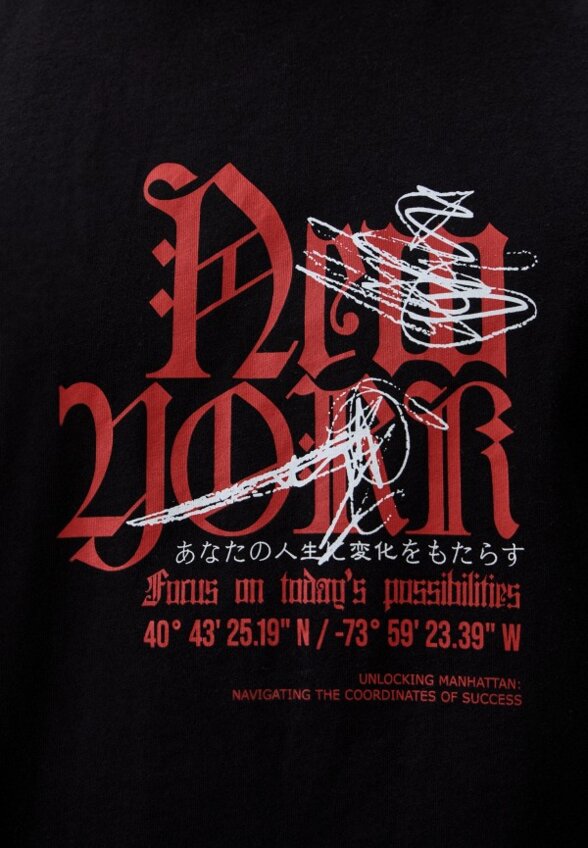 New
YORK
あなたの人生に変化をもたらす
Focus on today's possibilities
40° 43' 25.19" N / -73° 59' 23.39" W
UNLOCKING MANHATTAN:
NAVIGATING THE COORDINATES OF SUCCESS